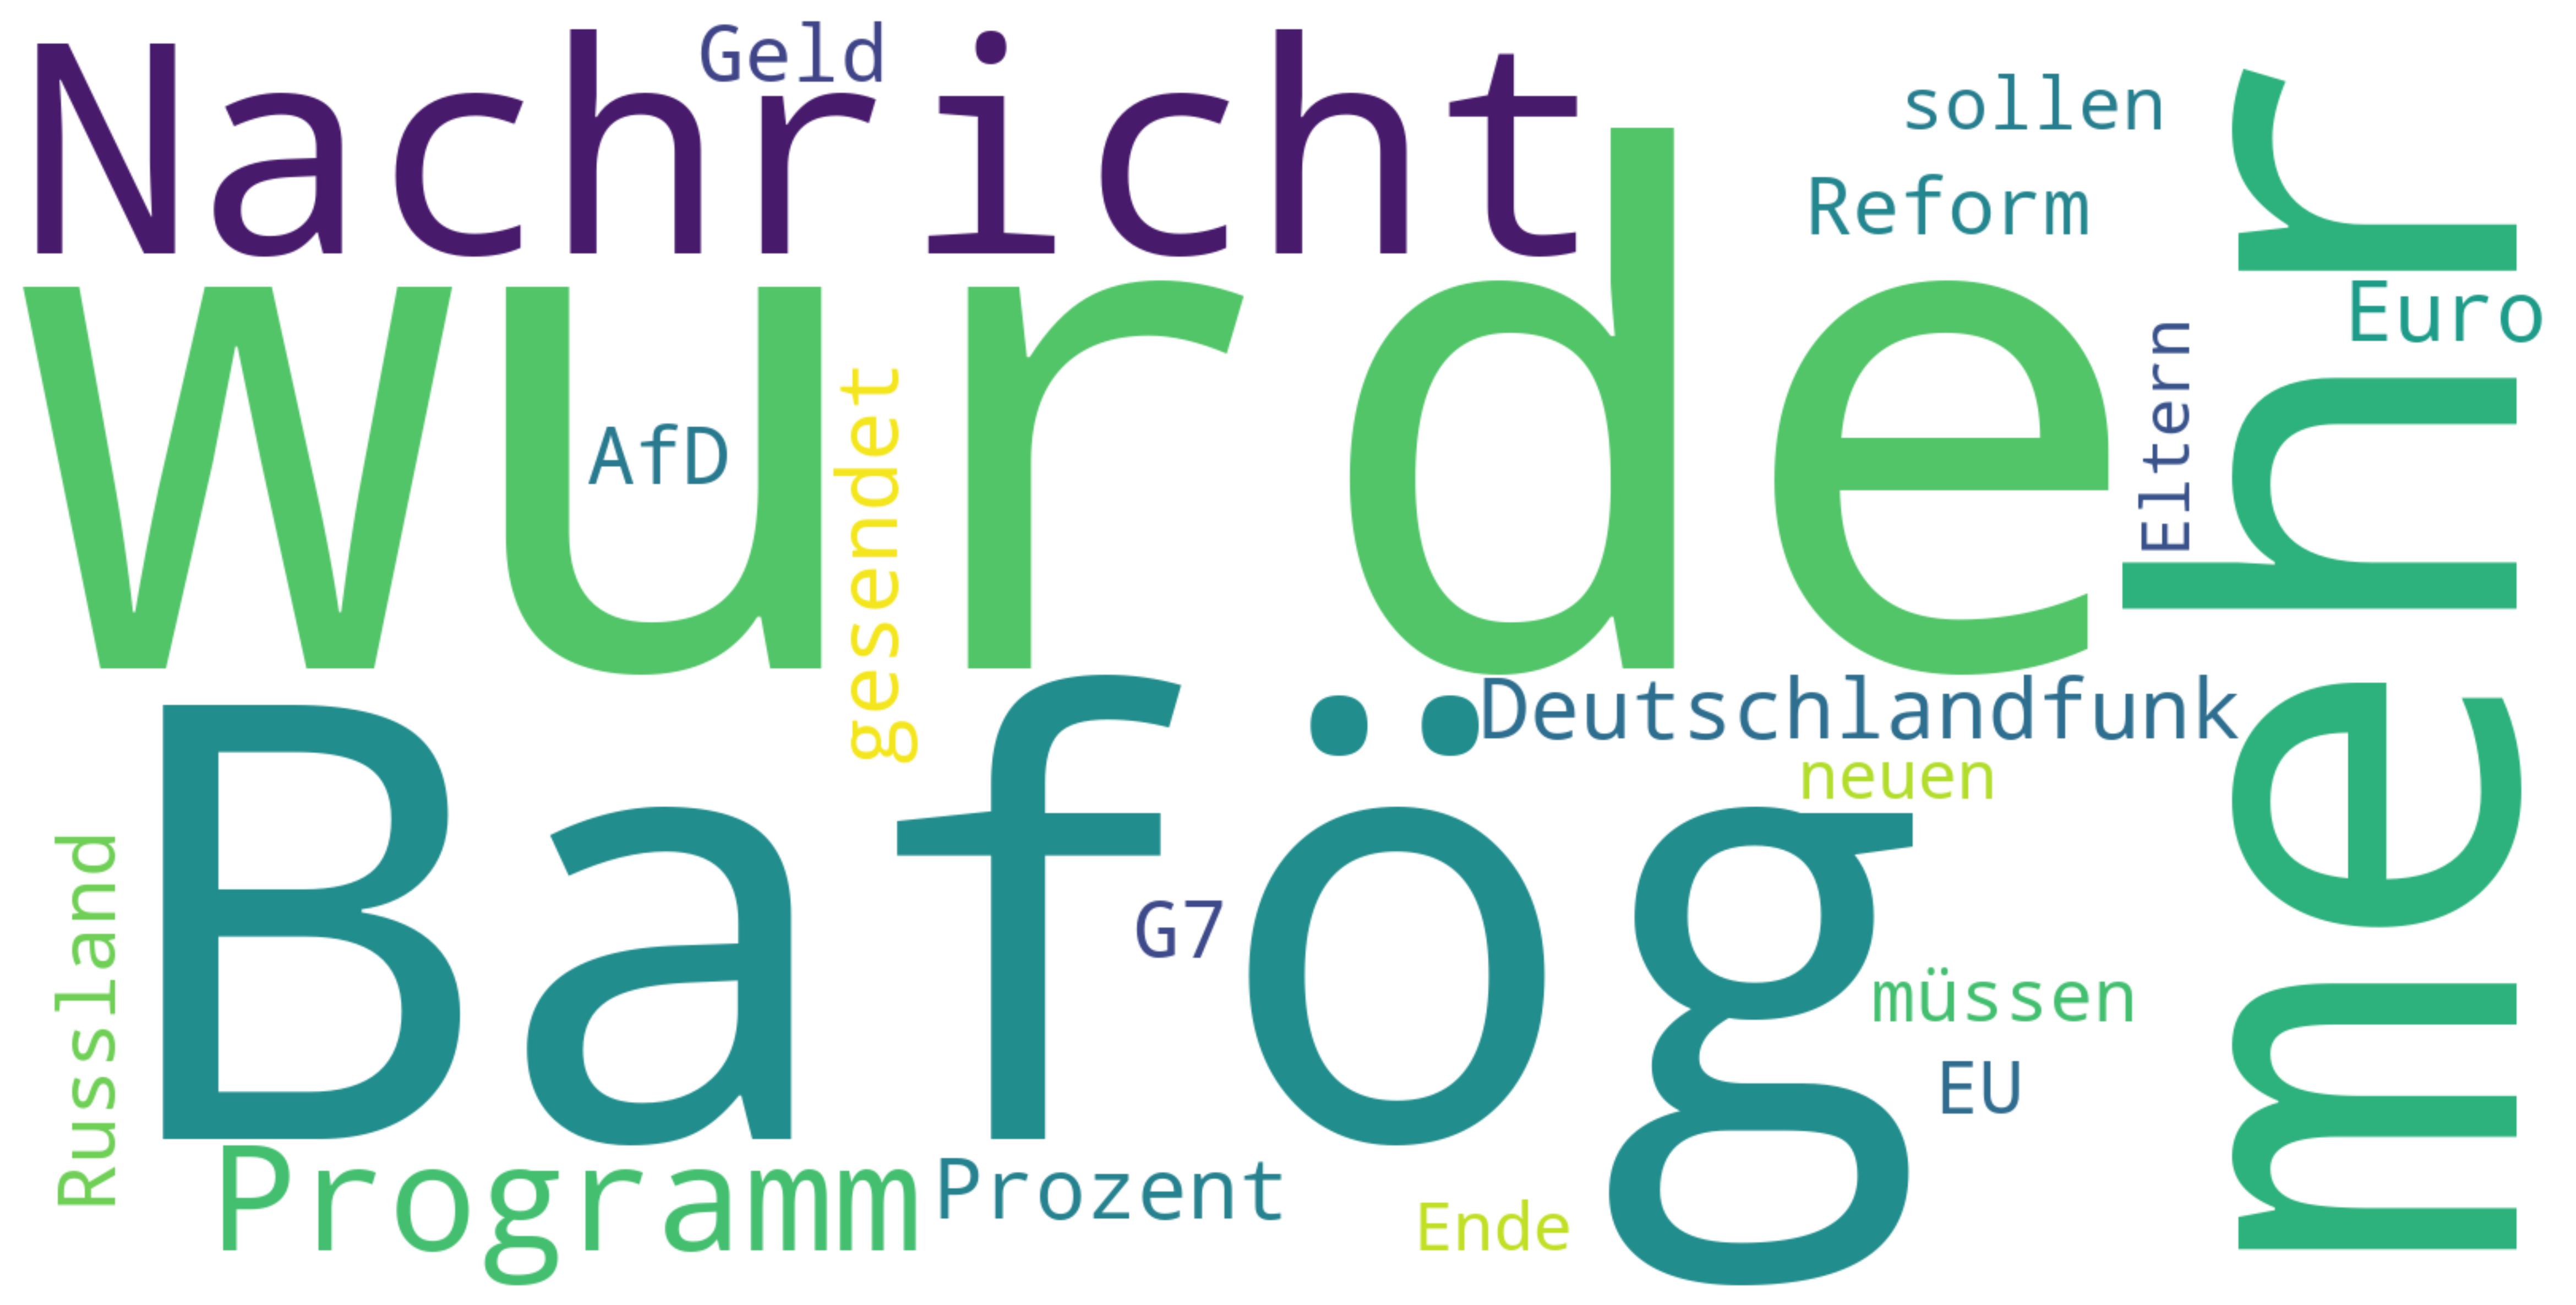 Nachricht
Geld
sollen
Reform
wurde
mehr
Euro
Eltern
AfD
gesendet
Deutschlandfunk
neuen
Bafög
Russland
G7
müssen
EU
Programm
Prozent
Ende